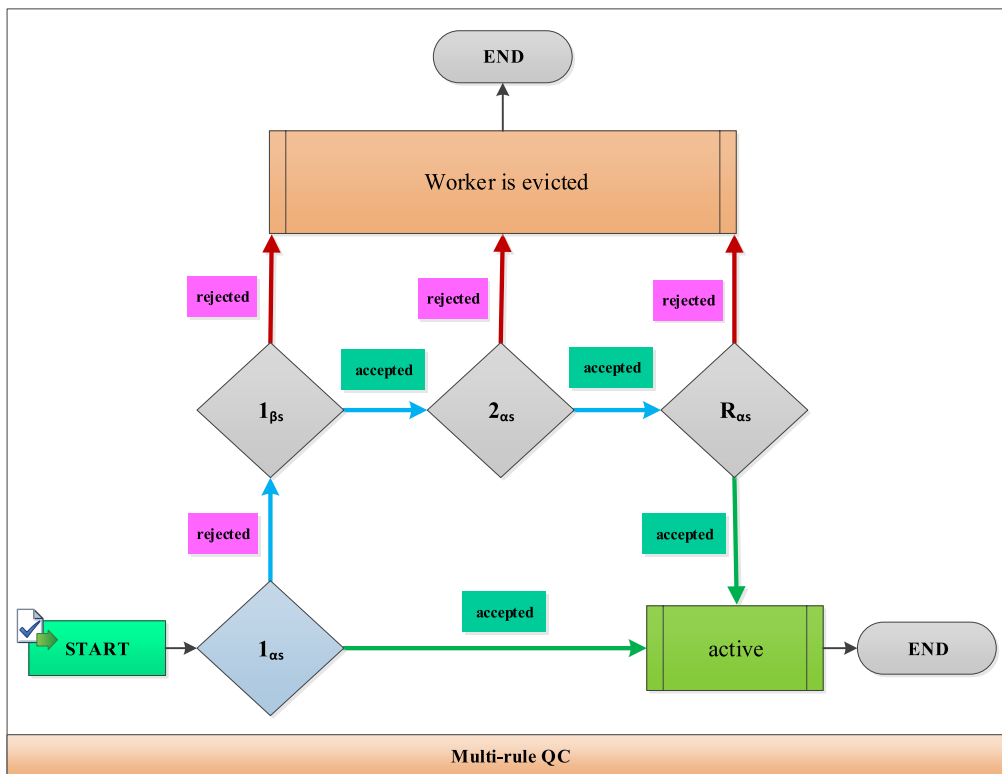 END
Worker is evicted
rejected
rejected
rejected
accepted
accepted
1βs
2αs
Rαs
rejected
accepted
accepted
START
1αs
active
END
Multi-rule QC